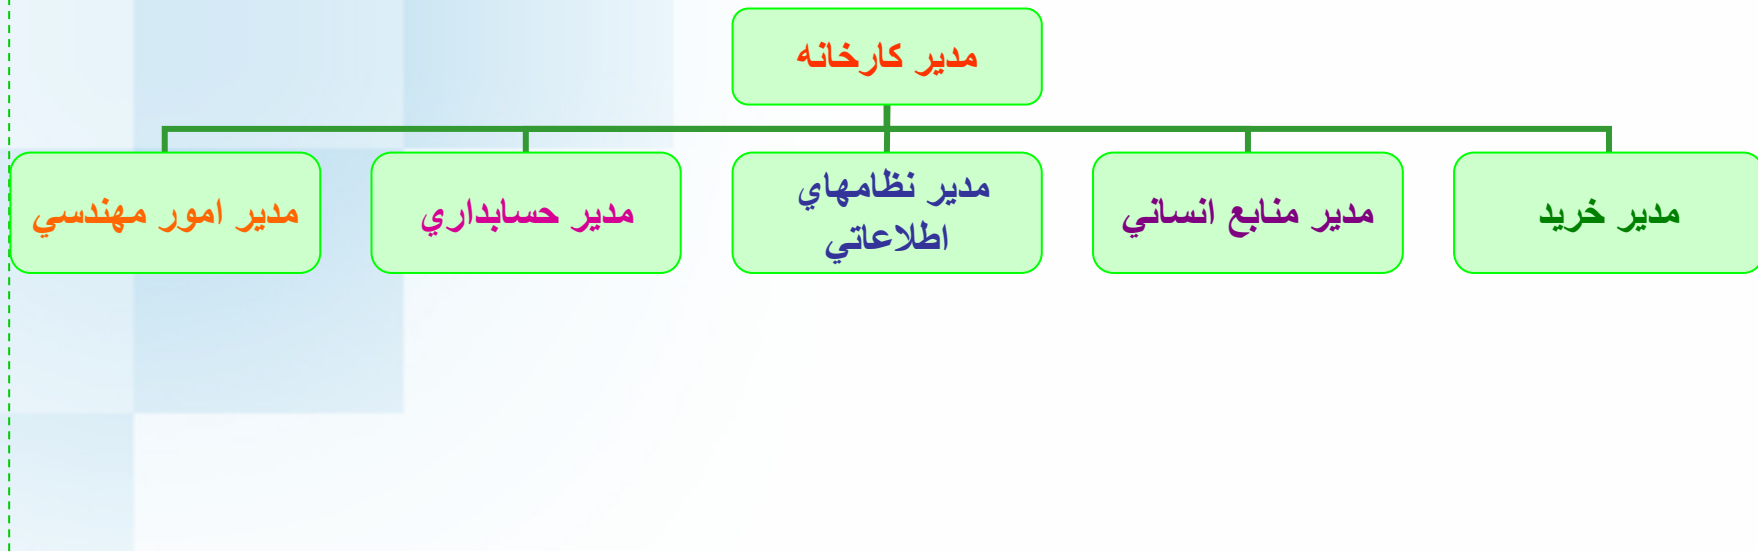 مدير كارخانه
مدير خريد
مدير منابع انساني
مدير نظامهاي
اطلاعاتي
مدير حسابداري
مدير امور مهندسي